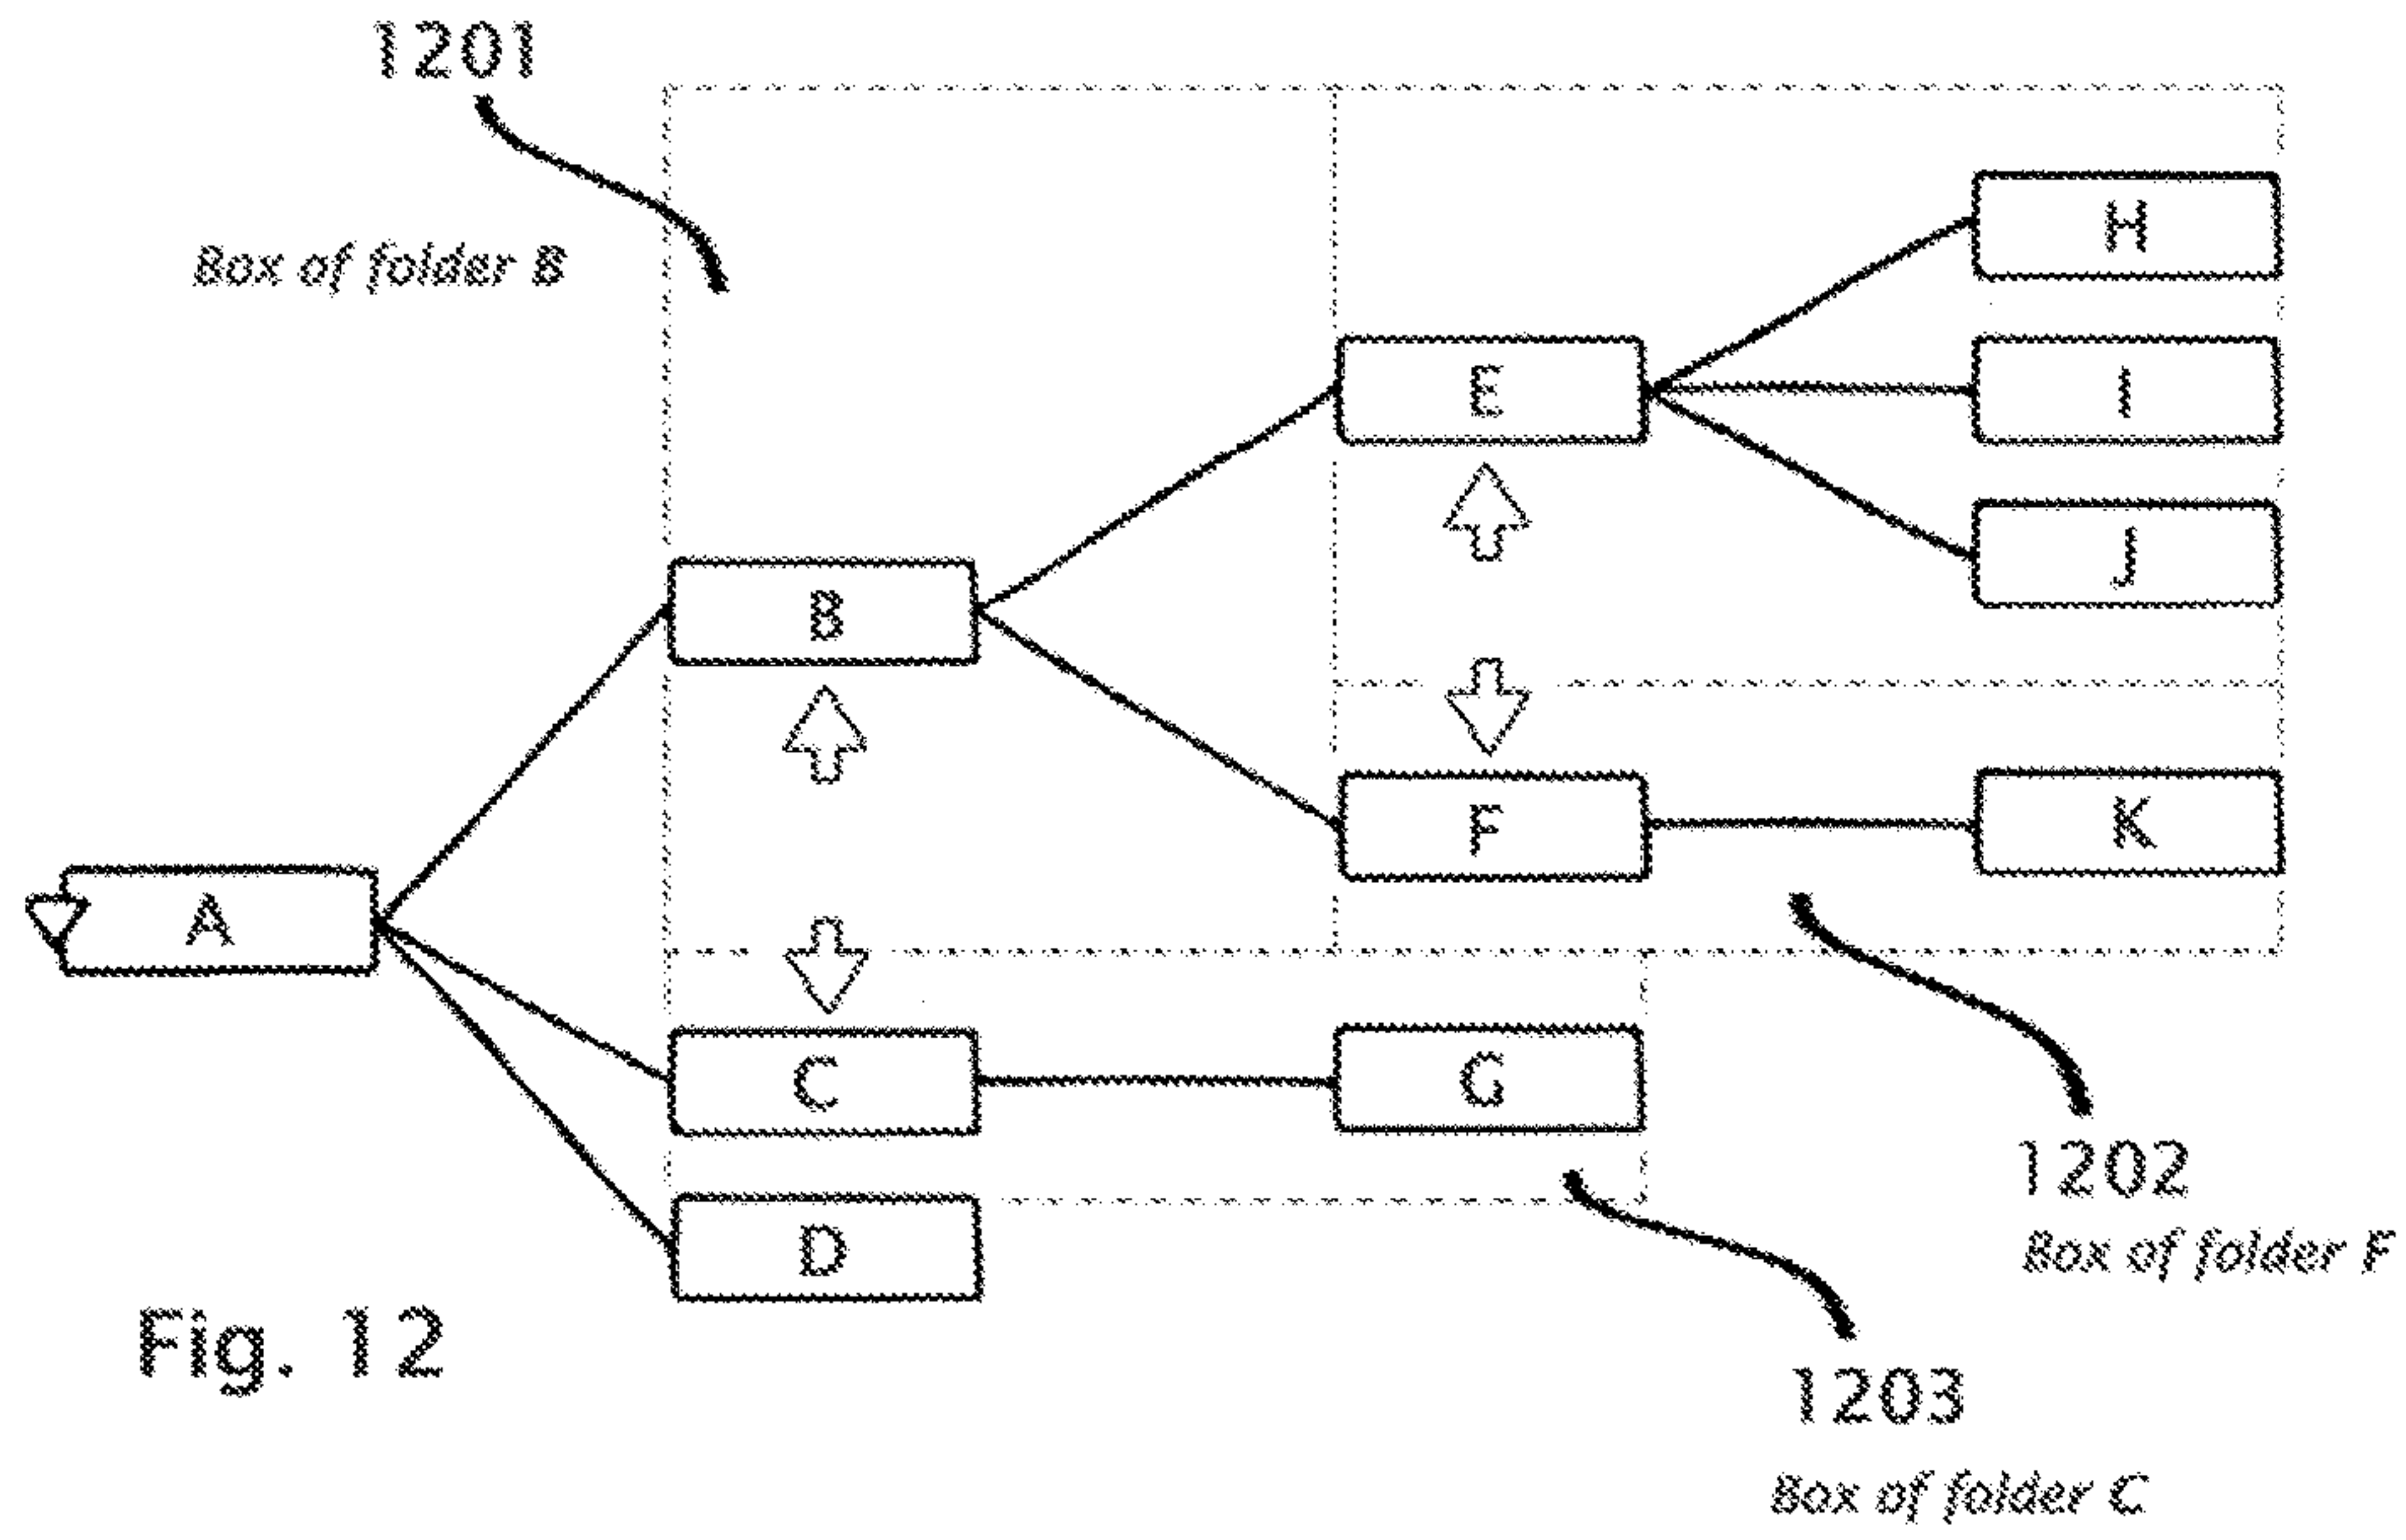 1201
Box of folder B
H
E
I
J
B
F
K
A
C
G
1202
D
Box of folder F
Fig. 12
1203
Box of folder C